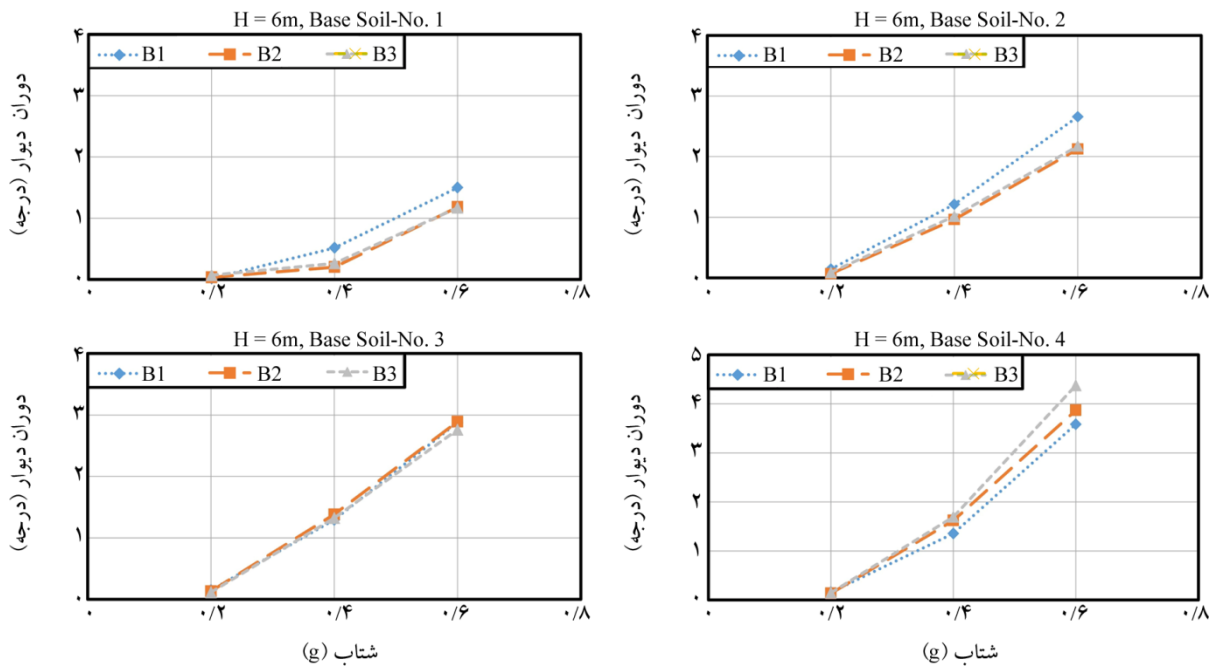 H = 6m, Base Soil-No. 1
B1 B2 B3
دوران دیوار (درجه)
۴
۳
۲
۱
۰
۰ ۰/۲ ۰/۴ ۰/۶ ۰/۸
H = 6m, Base Soil-No. 2
B1 B2 B3
دوران دیوار (درجه)
۴
۳
۲
۱
۰
۰ ۰/۲ ۰/۴ ۰/۶ ۰/۸
H = 6m, Base Soil-No. 3
B1 B2 B3
دوران دیوار (درجه)
۴
۳
۲
۱
۰
۰ ۰/۲ ۰/۴ ۰/۶ ۰/۸
شتاب (g)
H = 6m, Base Soil-No. 4
B1 B2 B3
دوران دیوار (درجه)
۵
۴
۳
۲
۱
۰
۰ ۰/۲ ۰/۴ ۰/۶ ۰/۸
شتاب (g)